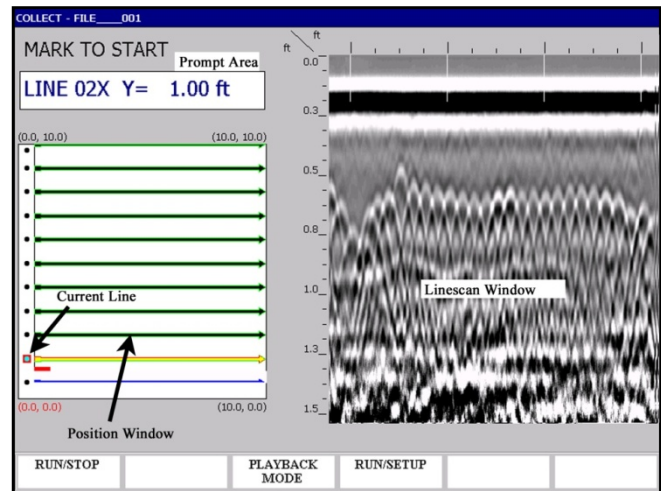 COLLECT - FILE____001
MARK TO START
Prompt Area
LINE 02X Y= 1.00 ft
(0.0, 10.0)
(10.0, 10.0)
Current Line
(0.0, 0.0)
(10.0, 0.0)
Position Window
ft
ft
0.0
0.3
0.5
0.8
1.0
1.3
1.5
Linescan Window
RUN/STOP
PLAYBACK
MODE
RUN/SETUP